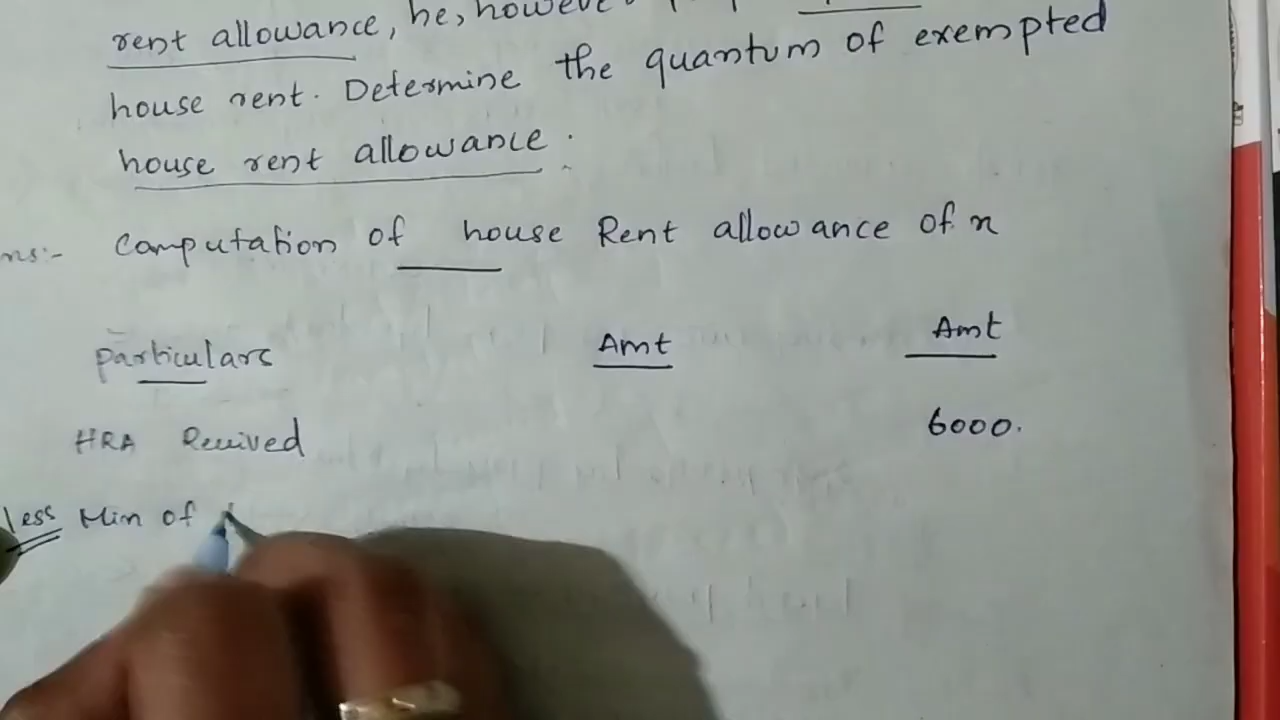 rent allowance, he,
house rent. Determine the quantum of exempted
house rent allowance.
ns:- Computation of house Rent allowance of x
particulars Amt Amt
HRA Received 6000.
less Min of